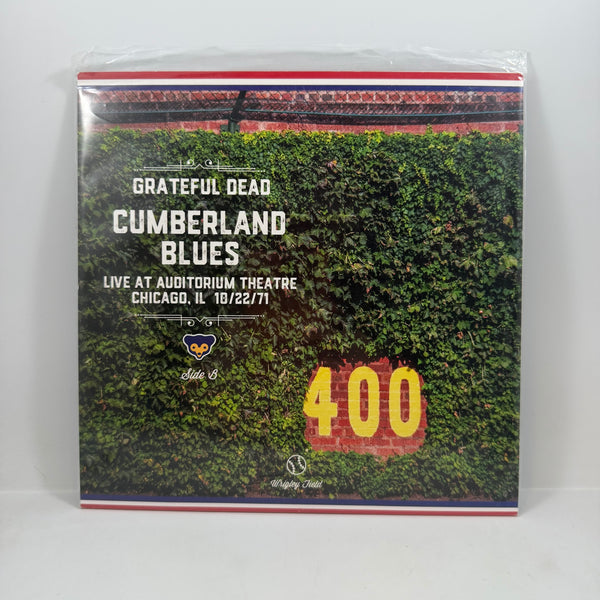 GRATEFUL DEAD
CUMBERLAND
BLUES
LIVE AT AUDITORIUM THEATRE
CHICAGO, IL 10/22/71
Side B
400
Wrigley Field